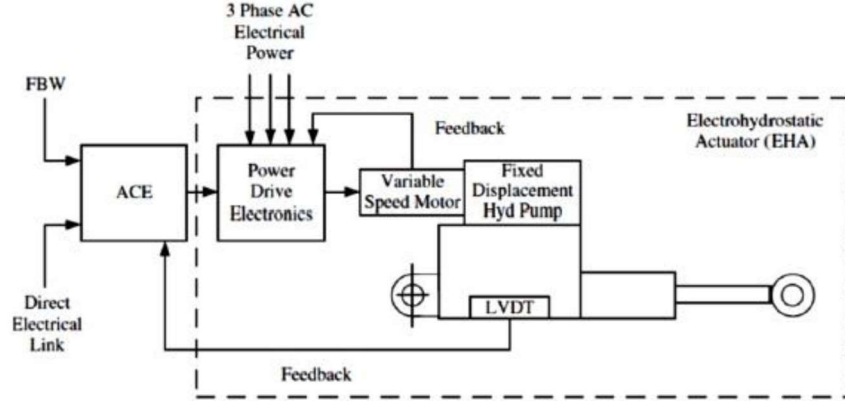 3 Phase AC
Electrical
Power
FBW
Feedback
Electrohydrostatic
Actuator (EHA)
ACE
Power
Drive
Electronics
Variable
Speed Motor
Fixed
Displacement
Hyd Pump
LVDT
Direct
Electrical
Link
Feedback